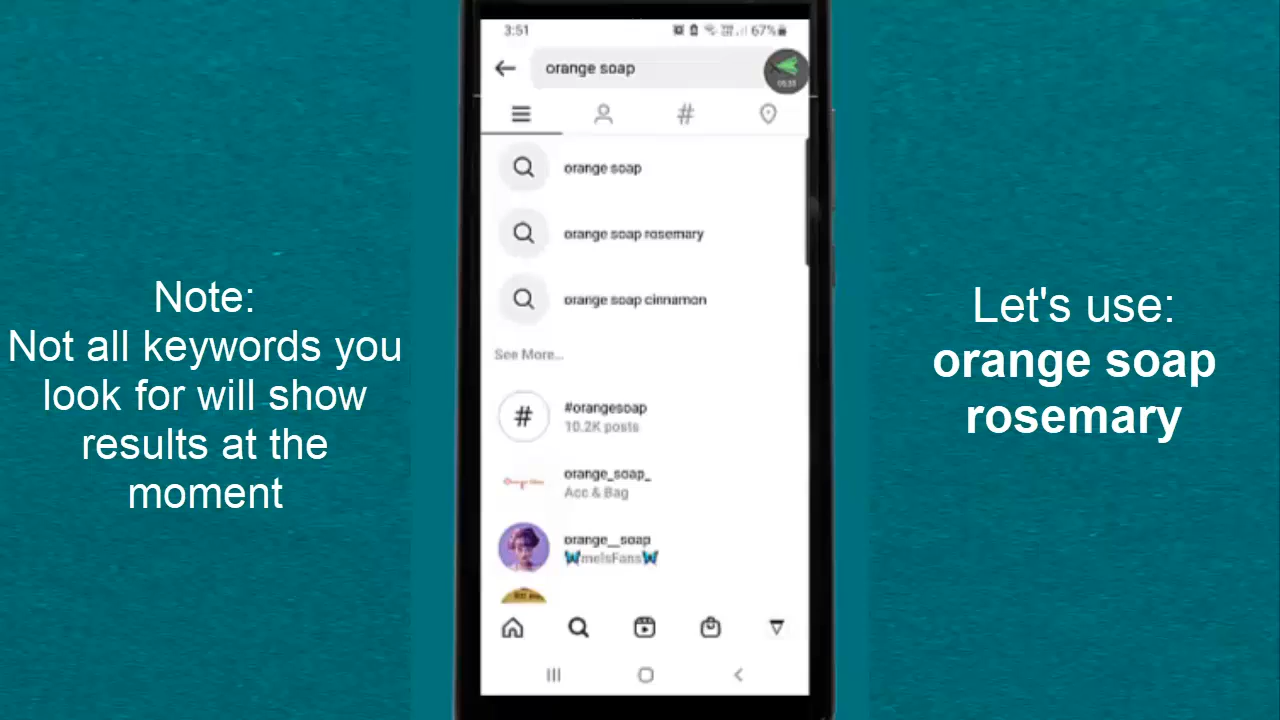 3:51
67%
orange soap
orange soap
orange soap rosemary
orange soap cinnamon
See More...
#
#orangesoap
10.2K posts
orange_soap_
Acc & Bag
orange__soap
🦋melsFans🦋
Note:
Not all keywords you
look for will show
results at the
moment
Let's use:
orange soap
rosemary